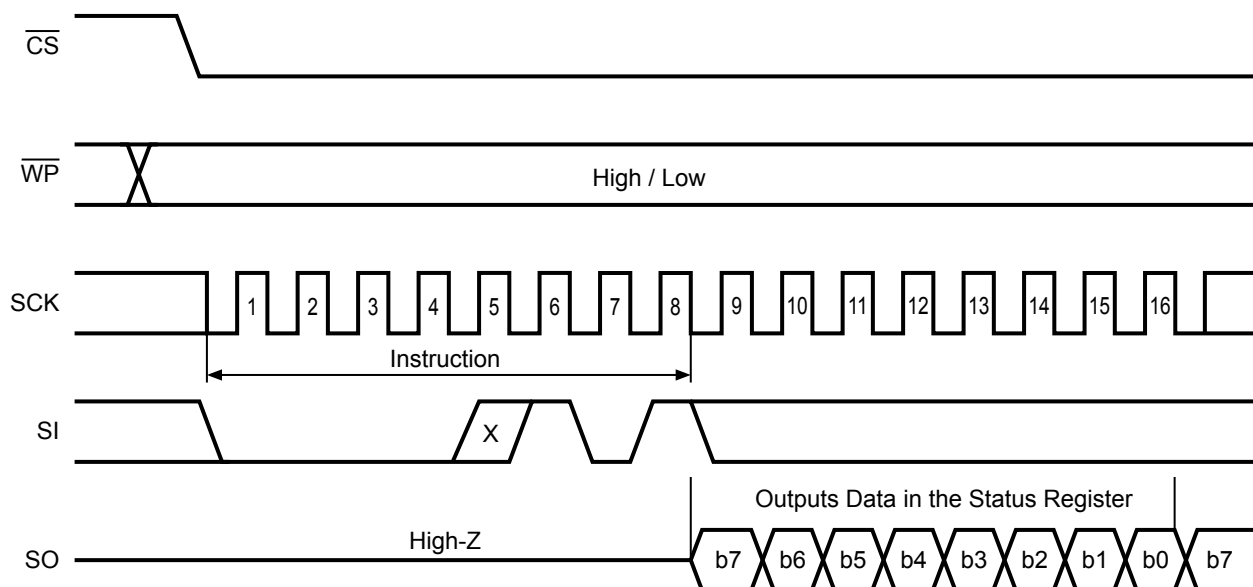 CS
WP
High / Low
SCK
1 2 3 4 5 6 7 8 9 10 11 12 13 14 15 16
Instruction
SI
X
Outputs Data in the Status Register
High-Z
SO
b7 b6 b5 b4 b3 b2 b1 b0 b7